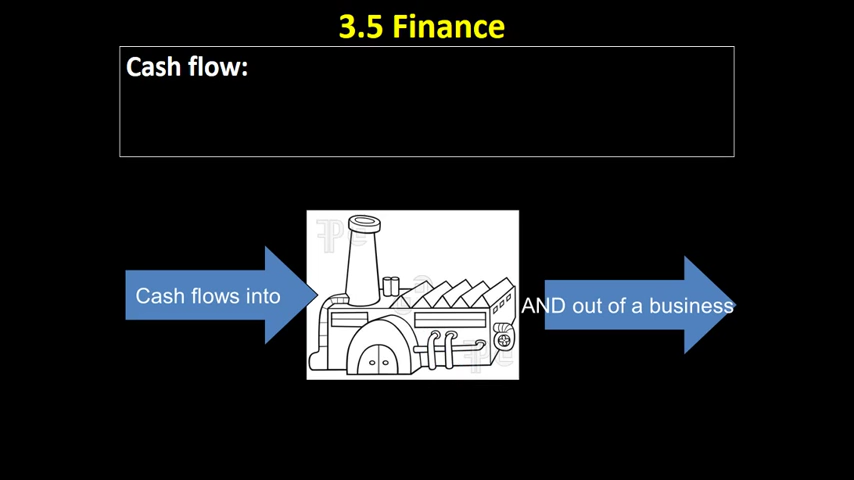 3.5 Finance
Cash flow:
Cash flows into
AND out of a business